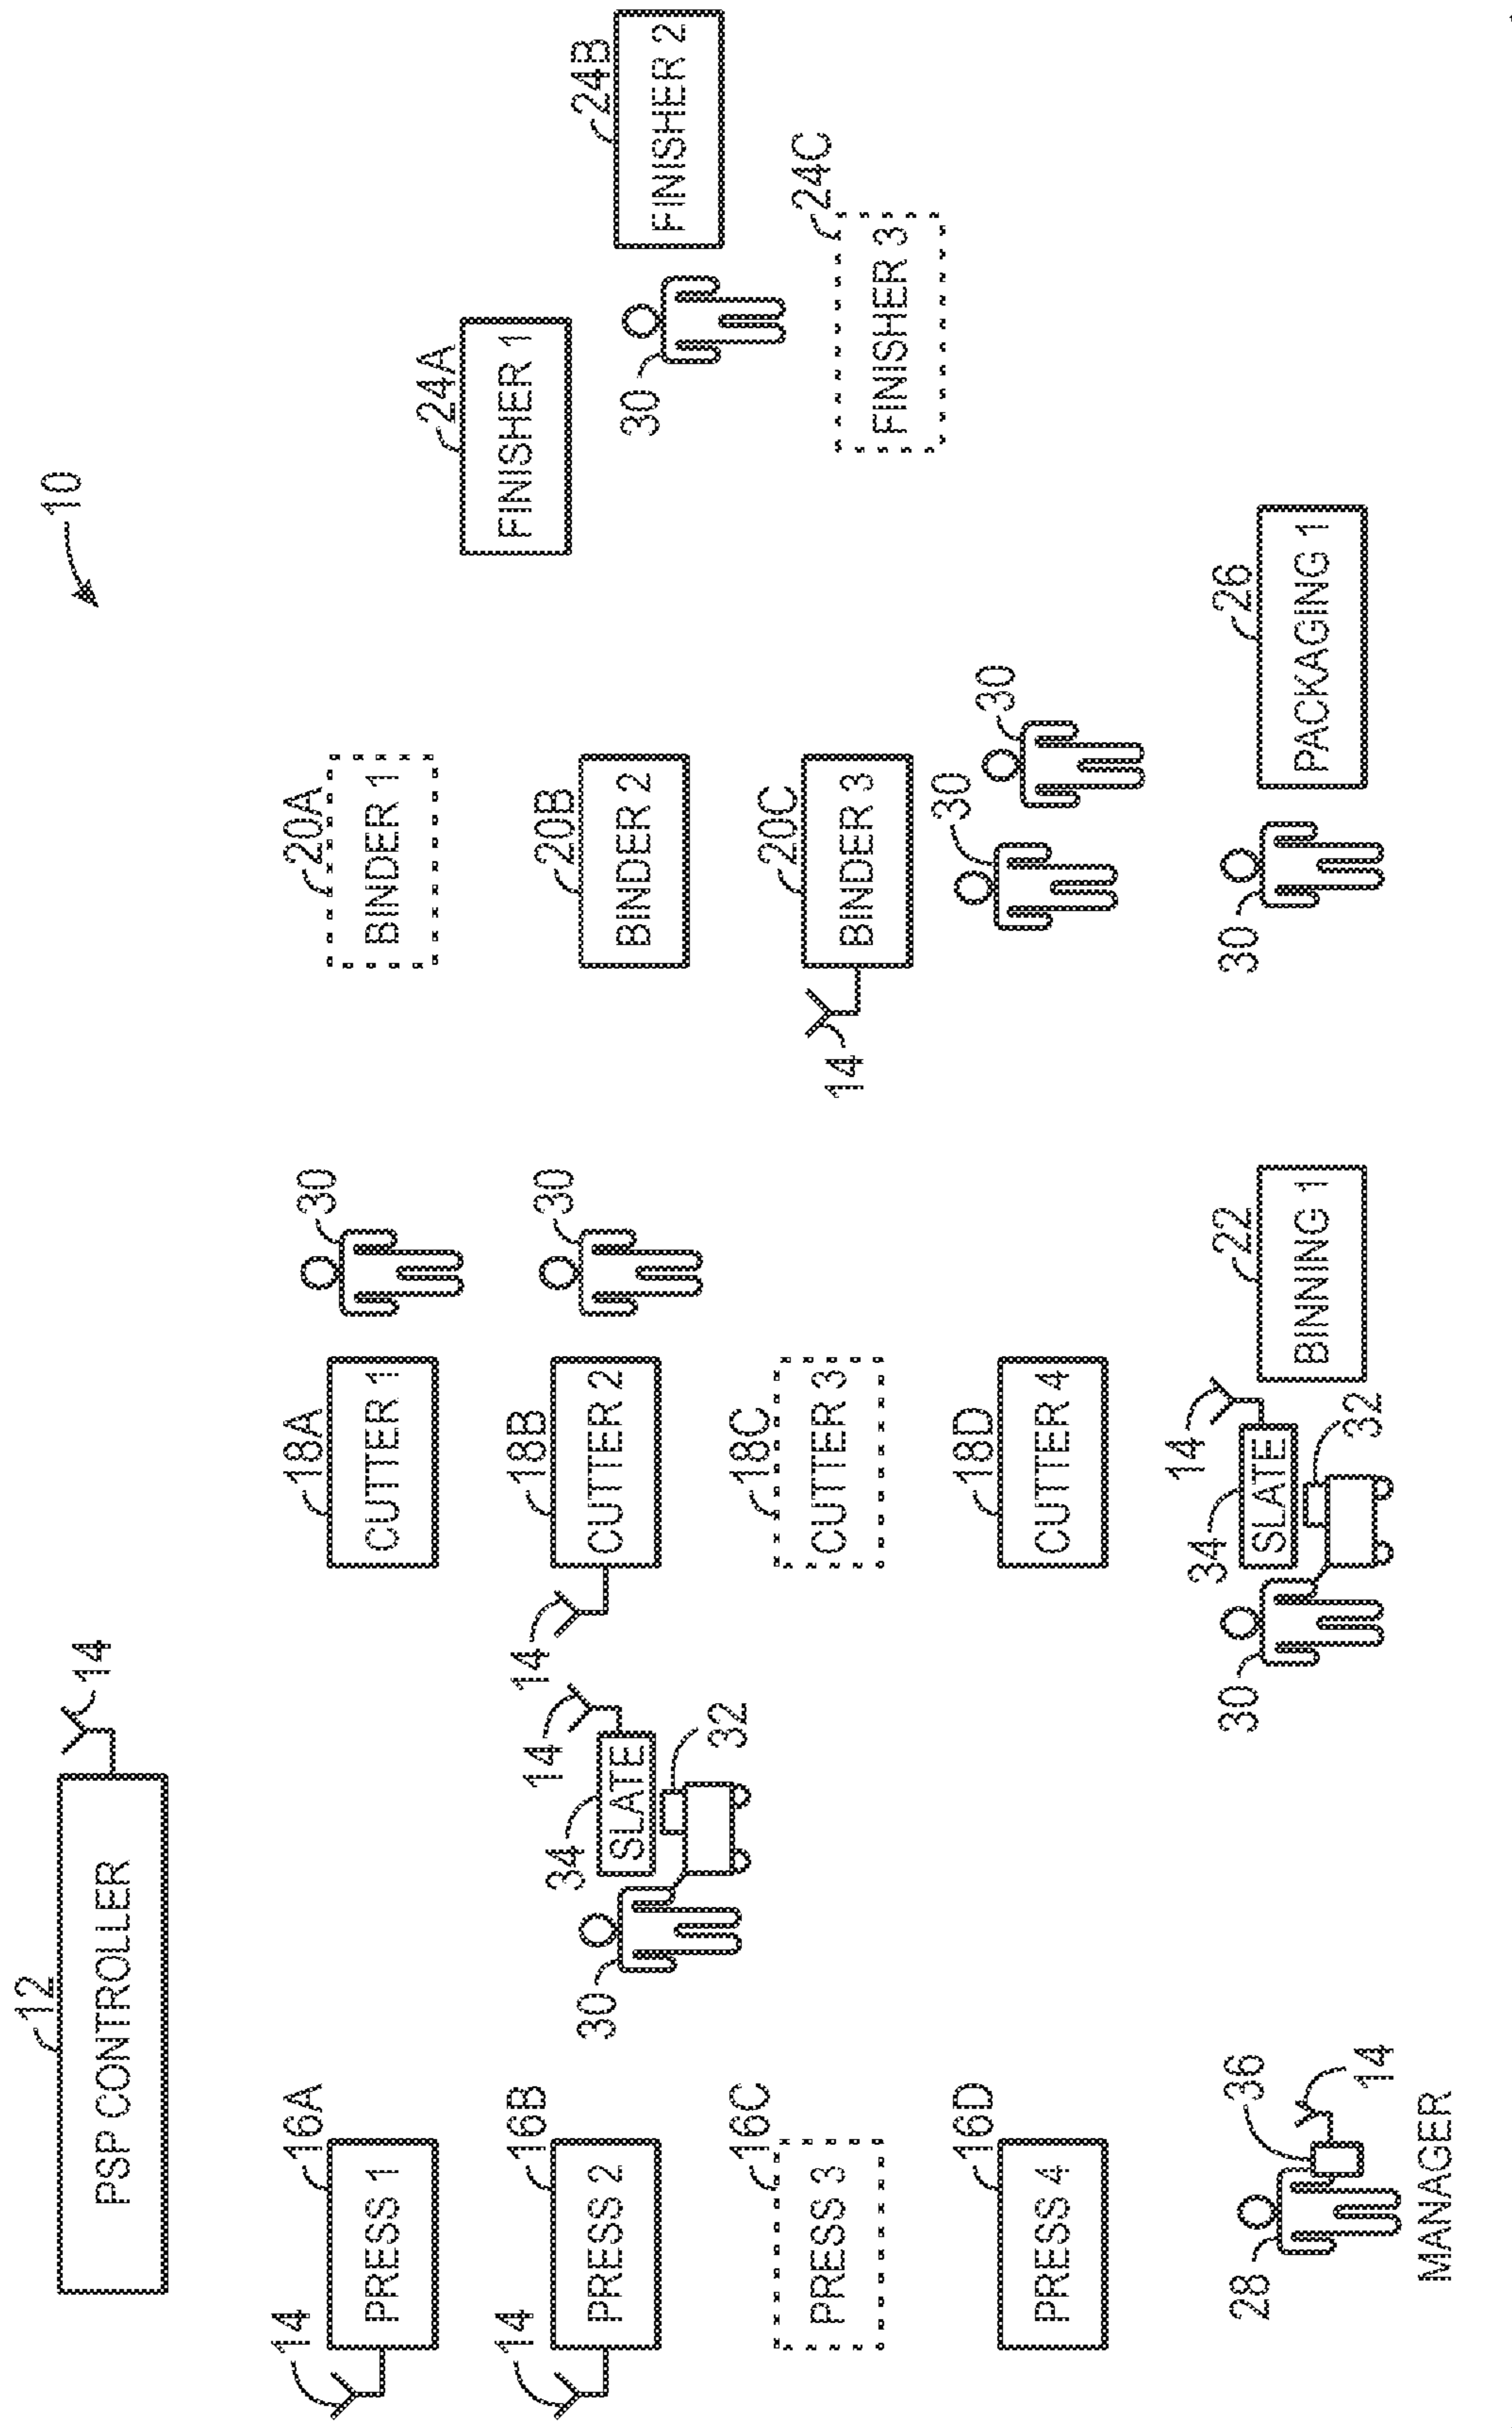 10
12
PSP CONTROLLER
14
14
16A
PRESS 1
18A
CUTTER 1
30
20A
BINDER 1
24A
FINISHER 1
14
16B
PRESS 2
30
34
SLATE
14
32
14
18B
CUTTER 2
30
20B
BINDER 2
30
24B
FINISHER 2
16C
PRESS 3
18C
CUTTER 3
14
20C
BINDER 3
24C
FINISHER 3
16D
PRESS 4
18D
CUTTER 4
30
30
28
36
14
MANAGER
30
34
SLATE
14
32
22
BINNING 1
30
26
PACKAGING 1